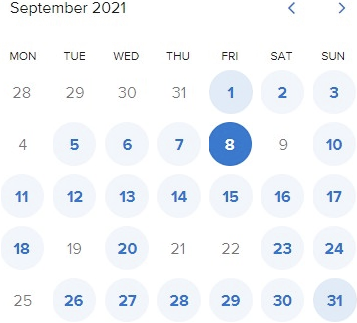 September 2021
MON TUE WED THU FRI SAT SUN
28 29 30 31 1 2 3
4 5 6 7 8 9 10
11 12 13 14 15 16 17
18 19 20 21 22 23 24
25 26 27 28 29 30 31